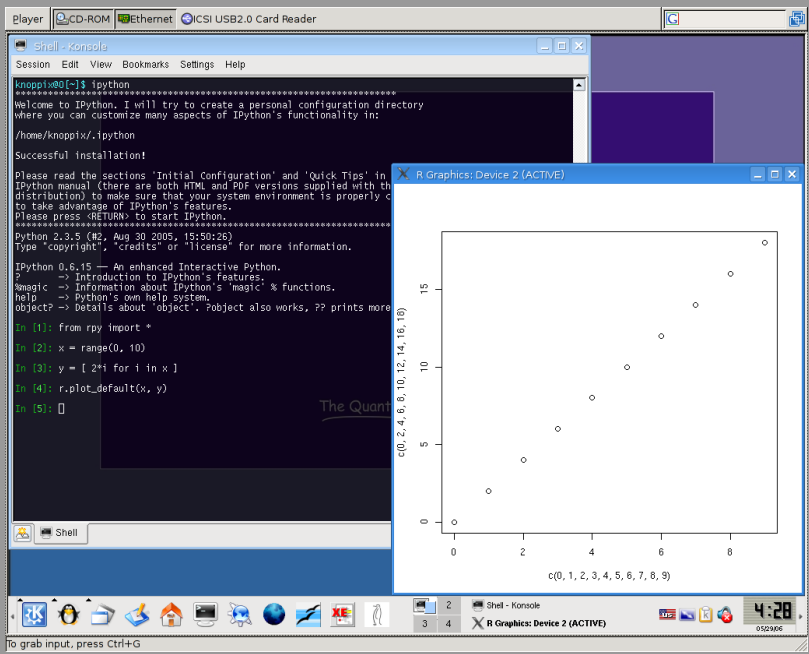 Player CD-ROM Ethernet ICSI USB2.0 Card Reader
Shell - Konsole
Session Edit View Bookmarks Settings Help
knoppix@0[~]$ ipython
**********************************************************************
Welcome to IPython. I will try to create a personal configuration directory
where you can customize many aspects of IPython's functionality in:
/home/knoppix/.ipython
Successful installation!
Please read the sections 'Initial Configuration' and 'Quick Tips' in
IPython manual (there are both HTML and PDF versions supplied with th
distribution) to make sure that your system environment is properly c
to take advantage of IPython's features.
Please press <RETURN> to start IPython.
**********************************************************************
Python 2.3.5 (#2, Aug 30 2005, 15:50:26)
Type "copyright", "credits" or "license" for more information.
IPython 0.6.15 —— An enhanced Interactive Python.
? -> Introduction to IPython's features.
%magic -> Information about IPython's 'magic' % functions.
help -> Python's own help system.
object? -> Details about 'object'. ?object also works, ?? prints more
In [1]: from rpy import *
In [2]: x = range(0, 10)
In [3]: y = [ 2*i for i in x ]
In [4]: r.plot_default(x, y)
In [5]:
The Quant
Shell
R Graphics: Device 2 (ACTIVE)
c(0, 2, 4, 6, 8, 10, 12, 14, 16, 18)
15
10
5
0
0 2 4 6 8
c(0, 1, 2, 3, 4, 5, 6, 7, 8, 9)
2
3 4
Shell - Konsole
R Graphics: Device 2 (ACTIVE)
US
4:28
05/29/06
To grab input, press Ctrl+G